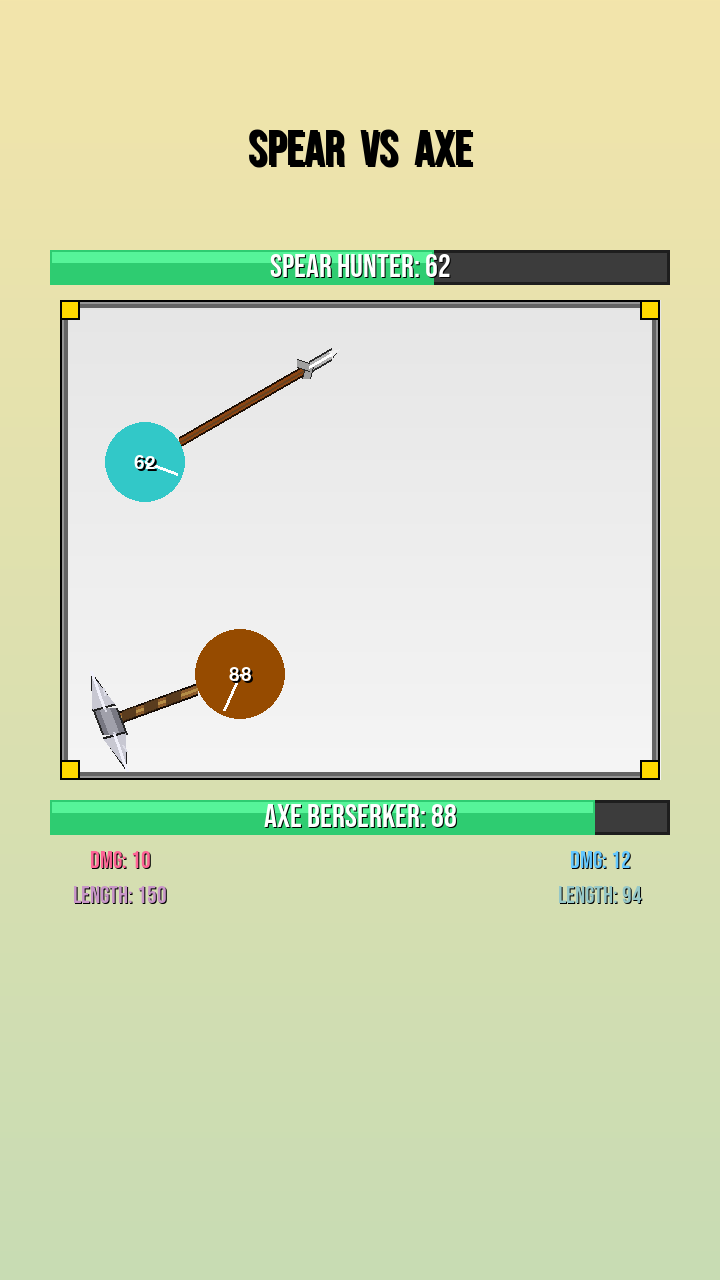 SPEAR VS AXE
SPEAR HUNTER: 62
62
88
AXE BERSERKER: 88
DMG: 10
DMG: 12
LENGTH: 150
LENGTH: 94